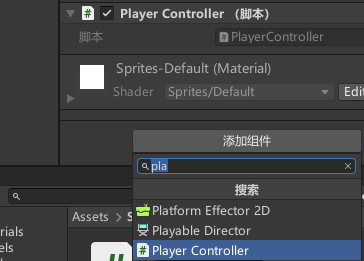 # Player Controller （脚本）
脚本 # PlayerController
Sprites-Default (Material)
Shader Sprites/Default Edi
添加组件
pla ×
搜索
Assets > S
Platform Effector 2D
rials
Playable Director
els
# Player Controller
#